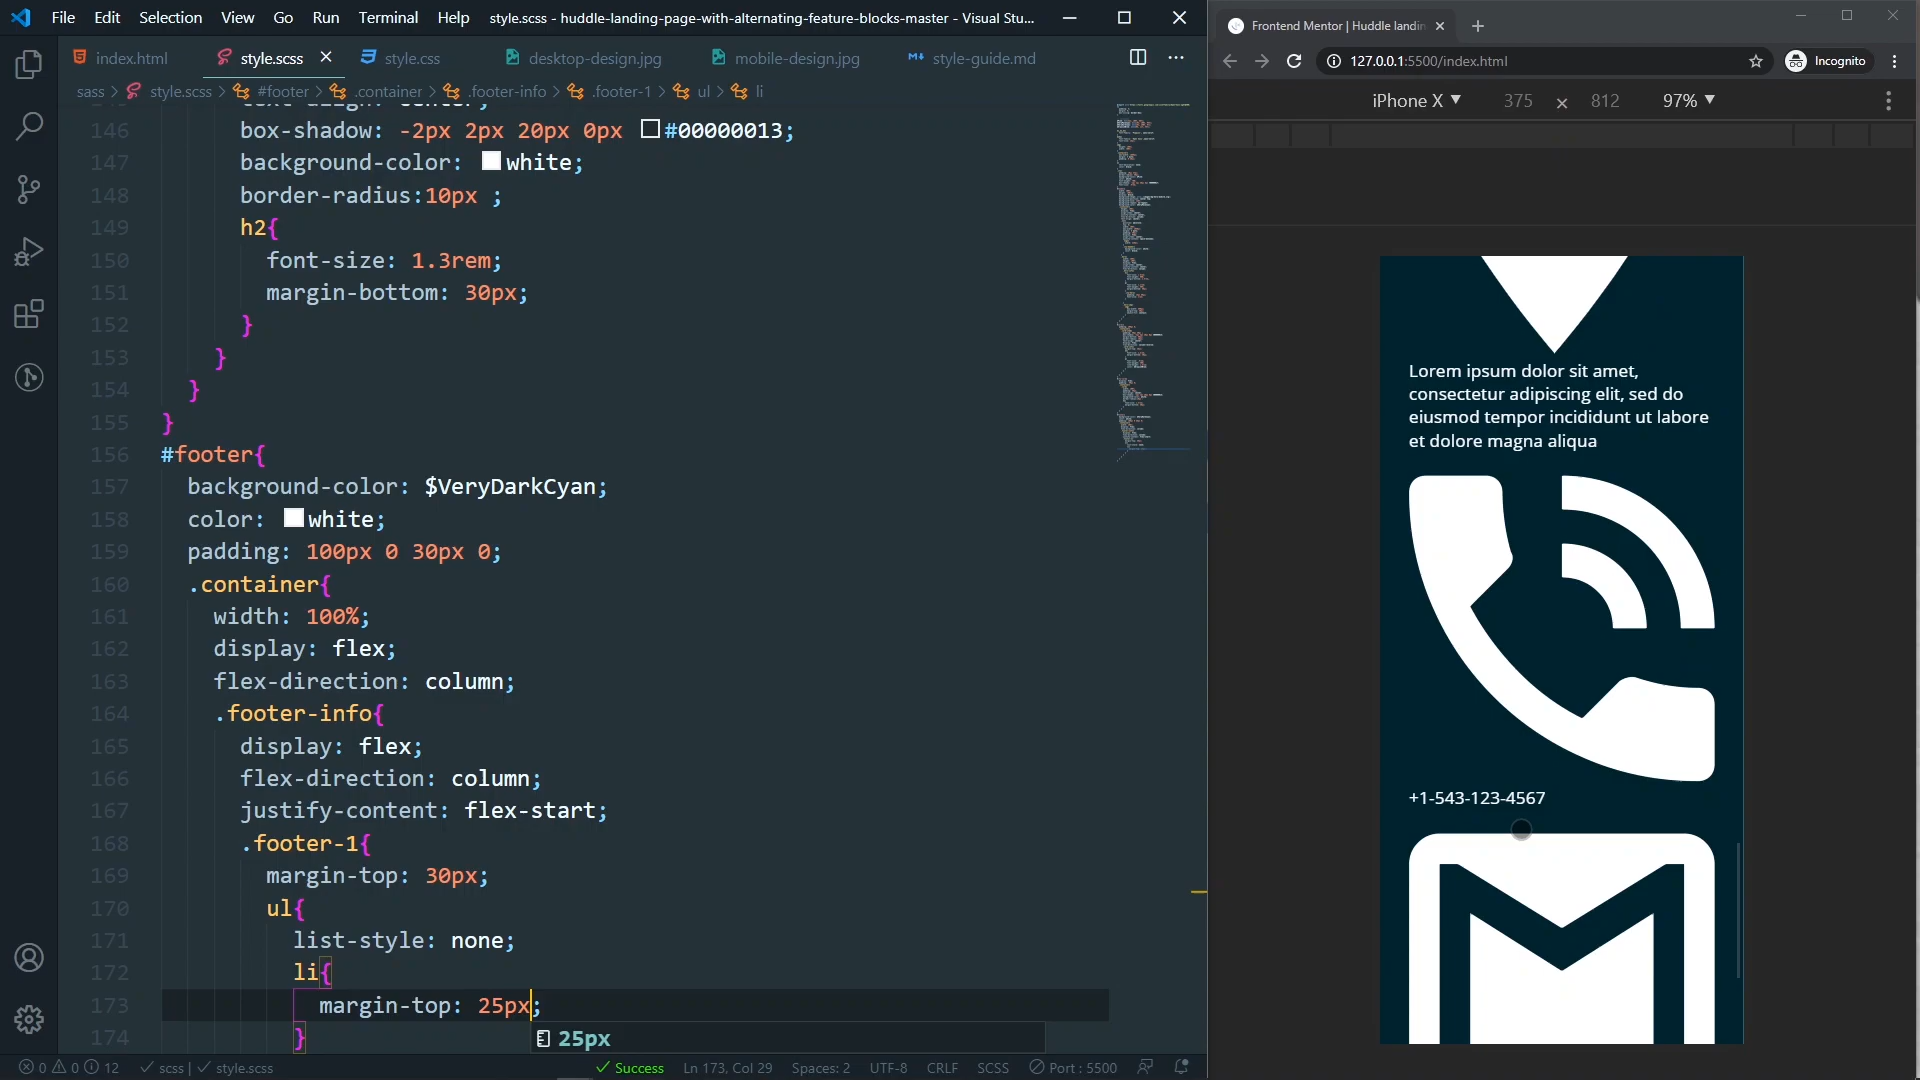 File Edit Selection View Go Run Terminal Help style.scss - huddle-landing-page-with-alternating-feature-blocks-master - Visual Stu...
index.html style.scss style.css desktop-design.jpg mobile-design.jpg style-guide.md
sass > style.scss > #footer > .container > .footer-info > .footer-1 > ul > li
146 box-shadow: -2px 2px 20px 0px #00000013;
147 background-color: white;
148 border-radius:10px ;
149 h2{
150 font-size: 1.3rem;
151 margin-bottom: 30px;
152 }
153 }
154 }
155 }
156 #footer{
157 background-color: $VeryDarkCyan;
158 color: white;
159 padding: 100px 0 30px 0;
160 .container{
161 width: 100%;
162 display: flex;
163 flex-direction: column;
164 .footer-info{
165 display: flex;
166 flex-direction: column;
167 justify-content: flex-start;
168 .footer-1{
169 margin-top: 30px;
170 ul{
171 list-style: none;
172 li{
173 margin-top: 25px;
174 }
25px
0 0 12 scss | style.scss Success Ln 173, Col 29 Spaces: 2 UTF-8 CRLF SCSS Port : 5500
Frontend Mentor | Huddle landin
127.0.0.1:5500/index.html Incognito
iPhone X 375 x 812 97%
Lorem ipsum dolor sit amet,
consectetur adipiscing elit, sed do
eiusmod tempor incididunt ut labore
et dolore magna aliqua
+1-543-123-4567